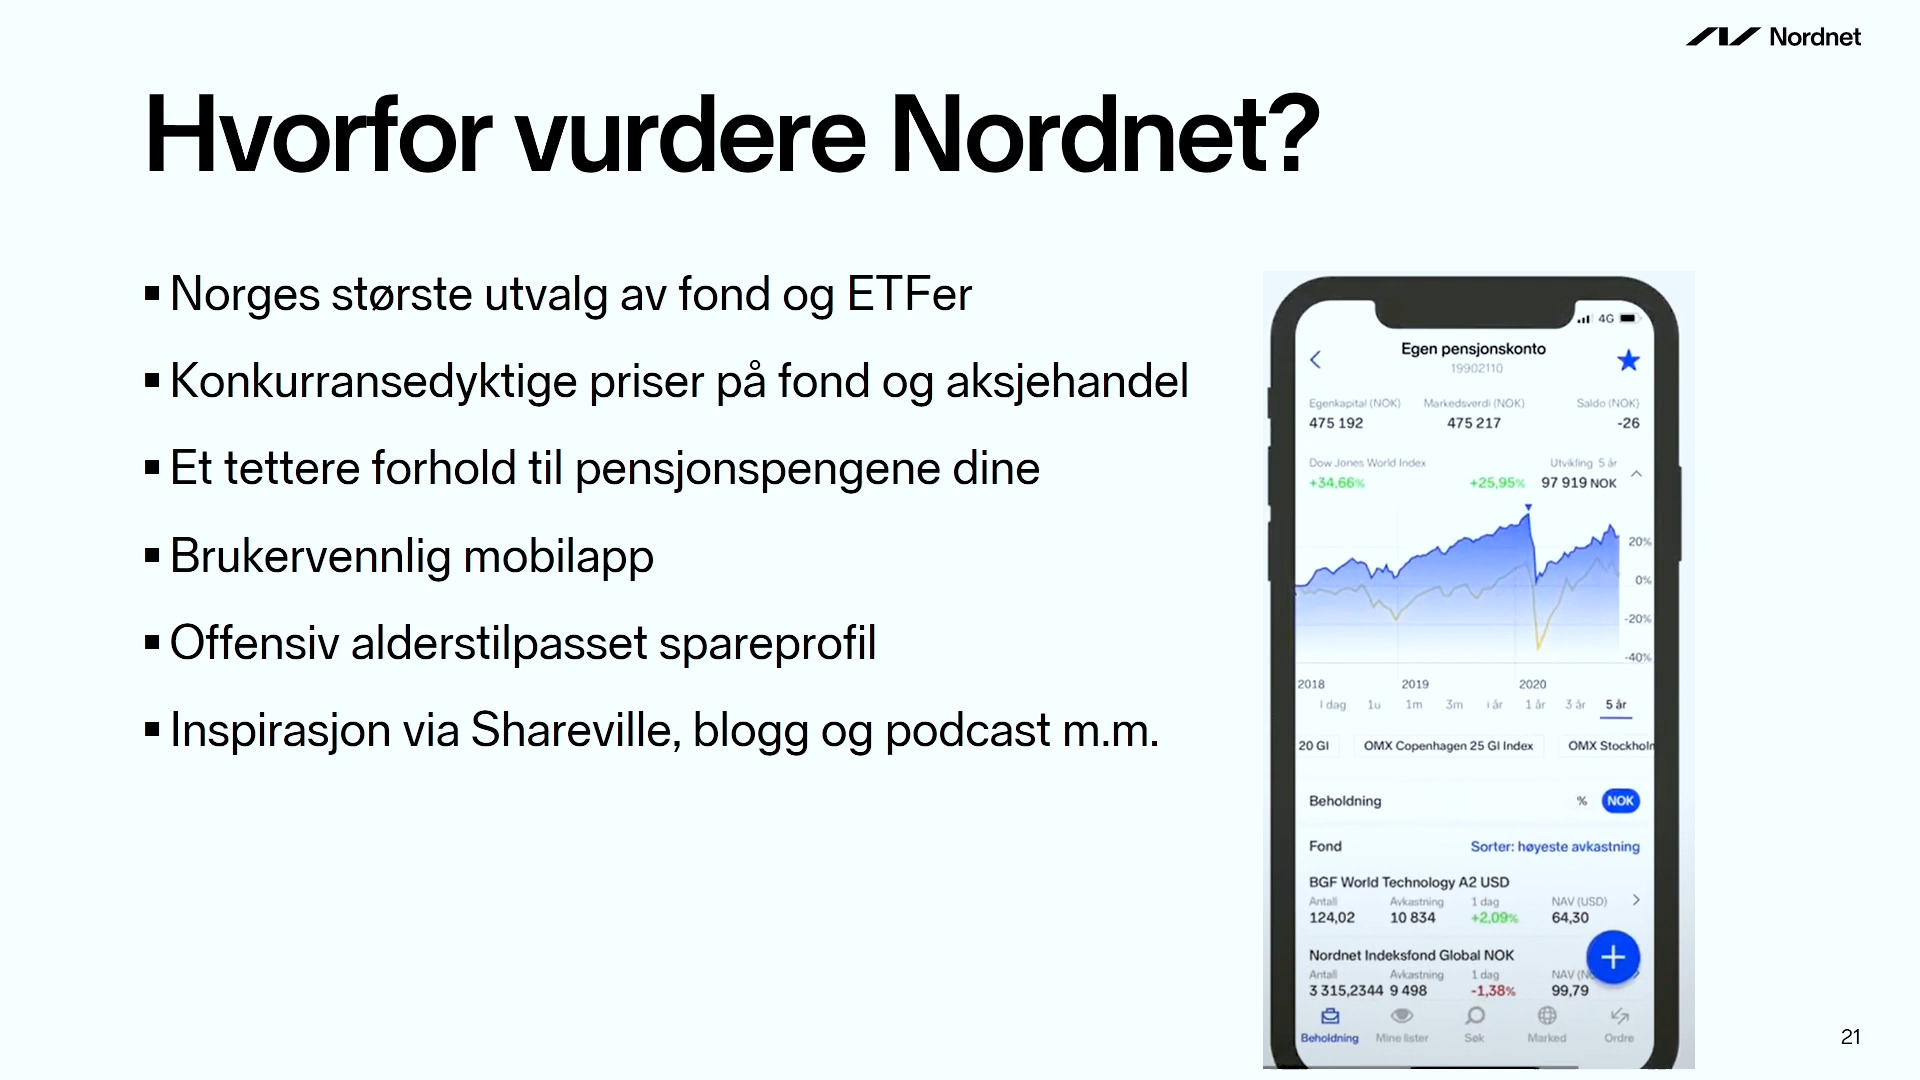 Nordnet
Hvorfor vurdere Nordnet?
▪ Norges største utvalg av fond og ETFer
▪ Konkurransedyktige priser på fond og aksjehandel
▪ Et tettere forhold til pensjonspengene dine
▪ Brukervennlig mobilapp
▪ Offensiv alderstilpasset spareprofil
▪ Inspirasjon via Shareville, blogg og podcast m.m.
4G
Egen pensjonskonto
19902110
Egenkapital (NOK) Markedsverdi (NOK) Saldo (NOK)
475 192 475 217 -26
Dow Jones World Index Utvikling 5 år
+34,66% +25,95% 97 919 NOK
20%
0%
-20%
-40%
2018 2019 2020
I dag 1u 1m 3m i år 1 år 3 år 5 år
20 GI OMX Copenhagen 25 GI Index OMX Stockholm
Beholdning % NOK
Fond Sorter: høyeste avkastning
BGF World Technology A2 USD
Antall Avkastning 1 dag NAV (USD)
124,02 10 834 +2,09% 64,30
Nordnet Indeksfond Global NOK
Antall Avkastning 1 dag NAV (N
3 315,2344 9 498 -1,38% 99,79
Beholdning Mine lister Søk Marked Ordre
21